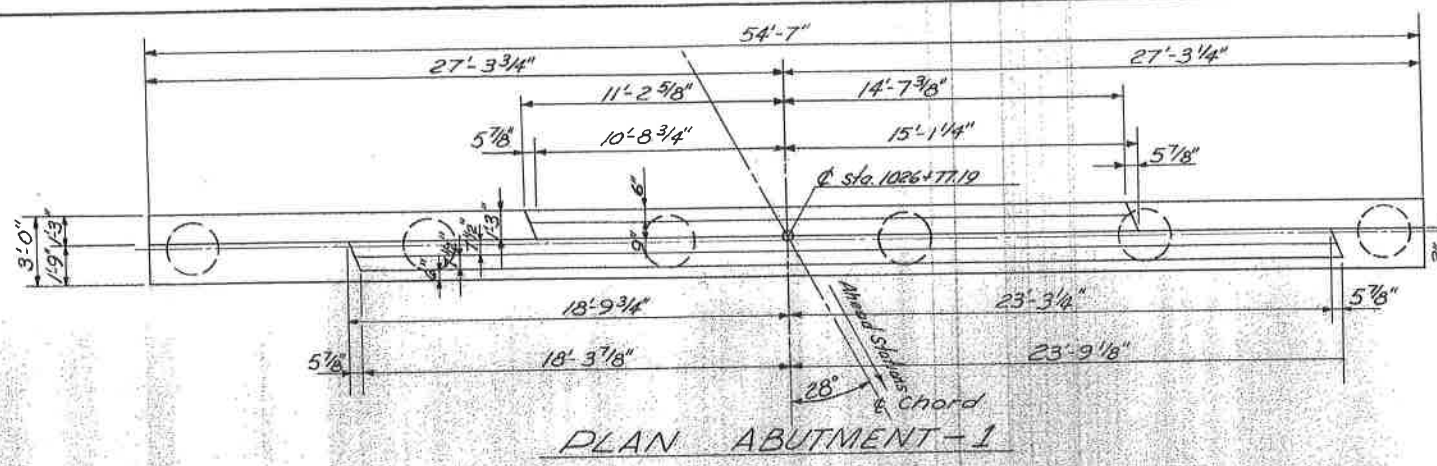 54'-7"
27'-3 3/4" 27'-3 1/4"
11'-2 5/8" 14'-7 3/8"
5 7/8" 10'-8 3/4" 15'-1 1/4" 5 7/8"
₵ sta. 1026+77.19
3'-0" 1'-3" 1'-9" 6" 7 1/2" 7 1/2" 1'-3" 6" 9"
18'-9 3/4" 23'-3 1/4" 5 7/8"
5 7/8" 18'-3 7/8" 23'-9 1/8"
Ahead Stations
28°
₵ chord
PLAN ABUTMENT-1